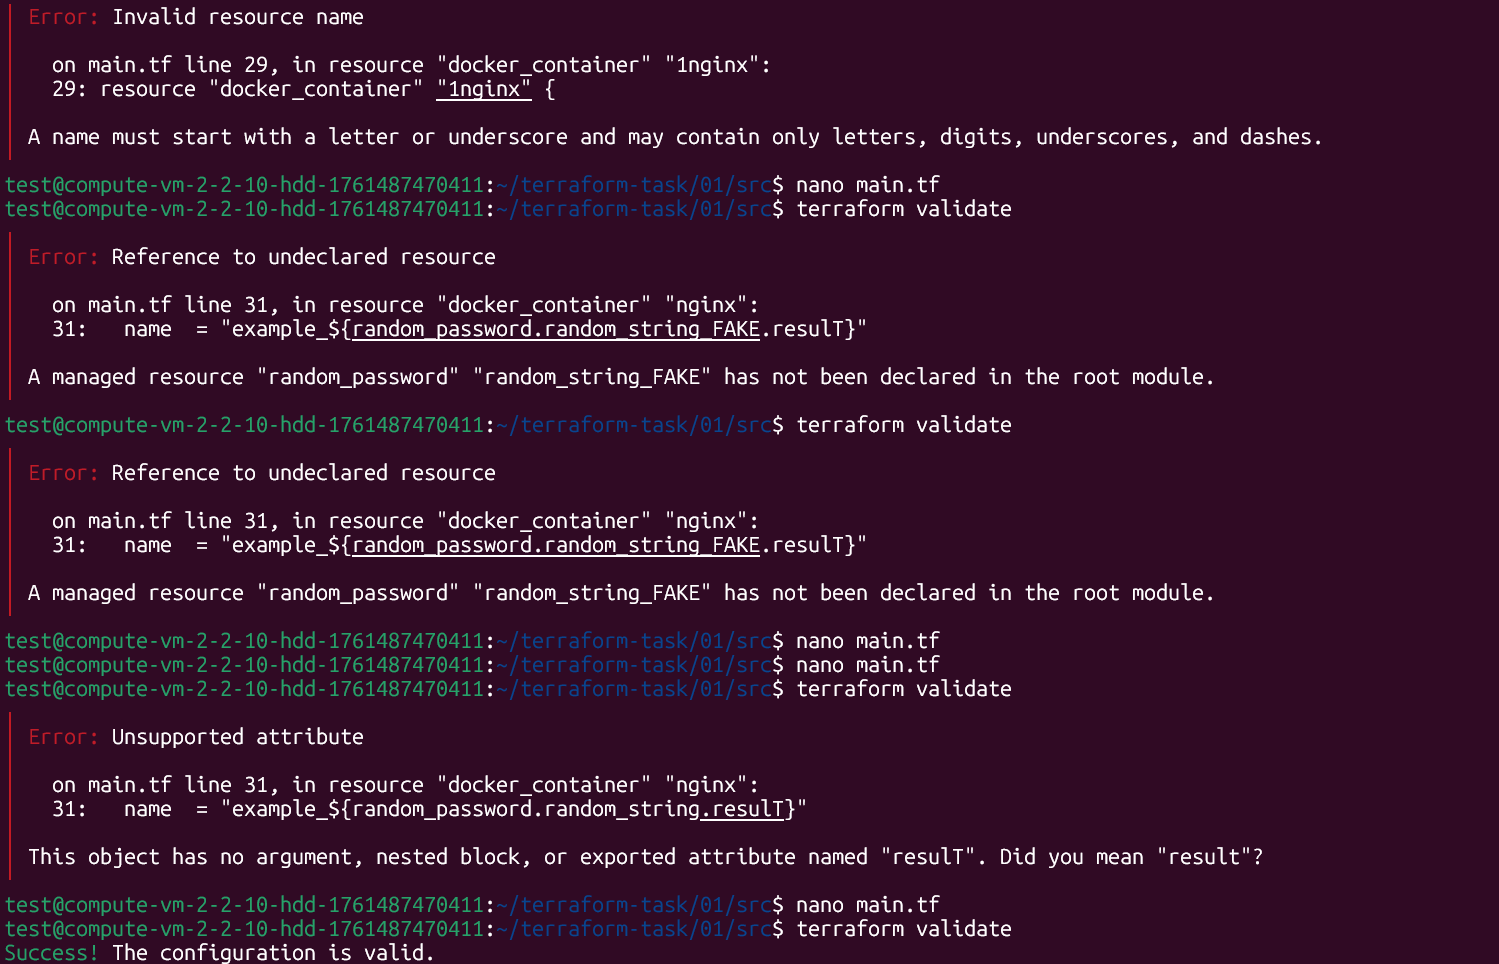 Error: Invalid resource name
on main.tf line 29, in resource "docker_container" "1nginx":
29: resource "docker_container" "1nginx" {
A name must start with a letter or underscore and may contain only letters, digits, underscores, and dashes.
test@compute-vm-2-2-10-hdd-1761487470411:~/terraform-task/01/src$ nano main.tf
test@compute-vm-2-2-10-hdd-1761487470411:~/terraform-task/01/src$ terraform validate
Error: Reference to undeclared resource
on main.tf line 31, in resource "docker_container" "nginx":
31:   name  = "example_${random_password.random_string_FAKE.resulT}"
A managed resource "random_password" "random_string_FAKE" has not been declared in the root module.
test@compute-vm-2-2-10-hdd-1761487470411:~/terraform-task/01/src$ terraform validate
Error: Reference to undeclared resource
on main.tf line 31, in resource "docker_container" "nginx":
31:   name  = "example_${random_password.random_string_FAKE.resulT}"
A managed resource "random_password" "random_string_FAKE" has not been declared in the root module.
test@compute-vm-2-2-10-hdd-1761487470411:~/terraform-task/01/src$ nano main.tf
test@compute-vm-2-2-10-hdd-1761487470411:~/terraform-task/01/src$ nano main.tf
test@compute-vm-2-2-10-hdd-1761487470411:~/terraform-task/01/src$ terraform validate
Error: Unsupported attribute
on main.tf line 31, in resource "docker_container" "nginx":
31:   name  = "example_${random_password.random_string.resulT}"
This object has no argument, nested block, or exported attribute named "resulT". Did you mean "result"?
test@compute-vm-2-2-10-hdd-1761487470411:~/terraform-task/01/src$ nano main.tf
test@compute-vm-2-2-10-hdd-1761487470411:~/terraform-task/01/src$ terraform validate
Success! The configuration is valid.